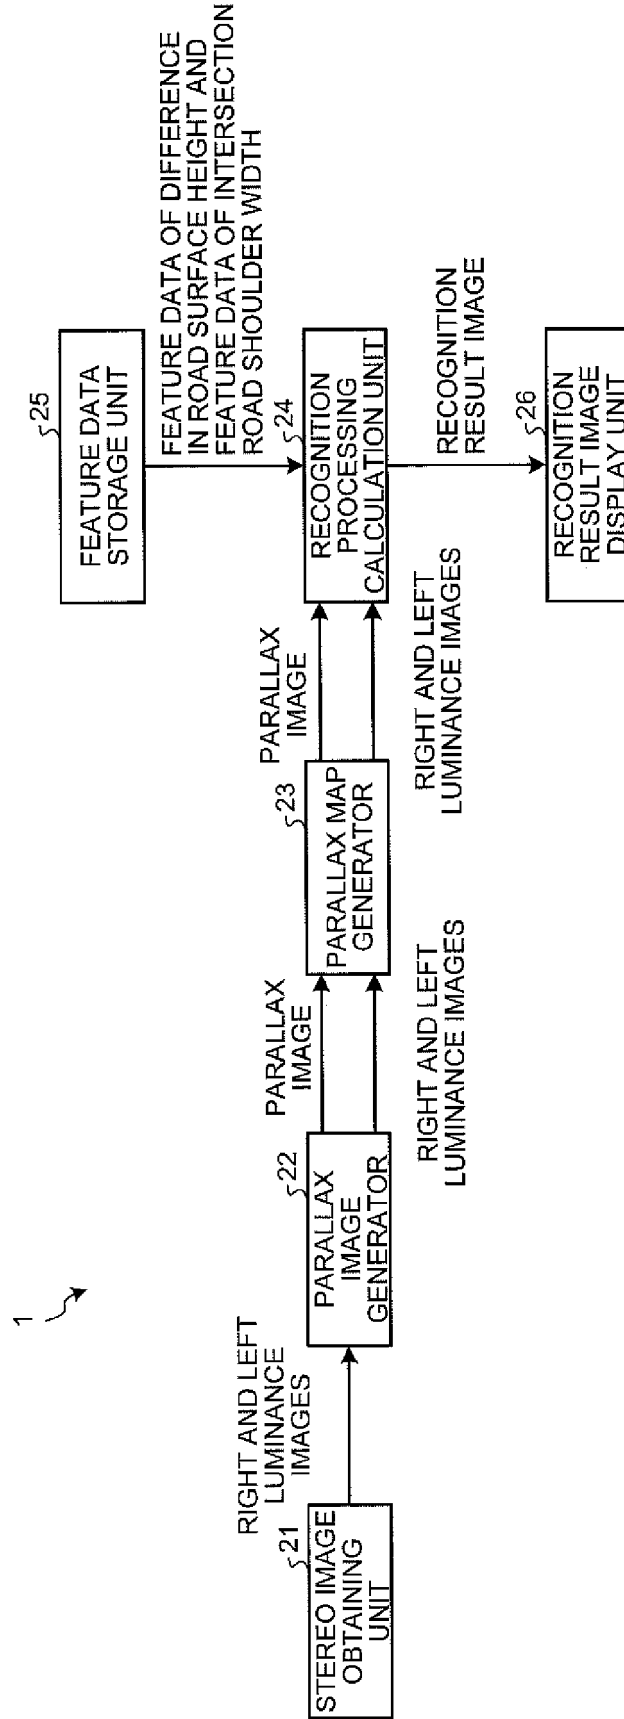 1
21
STEREO IMAGE
OBTAINING
UNIT
RIGHT AND LEFT
LUMINANCE
IMAGES
22
PARALLAX
IMAGE
GENERATOR
PARALLAX
IMAGE
RIGHT AND LEFT
LUMINANCE IMAGES
23
PARALLAX MAP
GENERATOR
PARALLAX
IMAGE
RIGHT AND LEFT
LUMINANCE IMAGES
25
FEATURE DATA
STORAGE UNIT
FEATURE DATA OF DIFFERENCE
IN ROAD SURFACE HEIGHT AND
FEATURE DATA OF INTERSECTION
ROAD SHOULDER WIDTH
24
RECOGNITION
PROCESSING
CALCULATION UNIT
RECOGNITION
RESULT IMAGE
26
RECOGNITION
RESULT IMAGE
DISPLAY UNIT